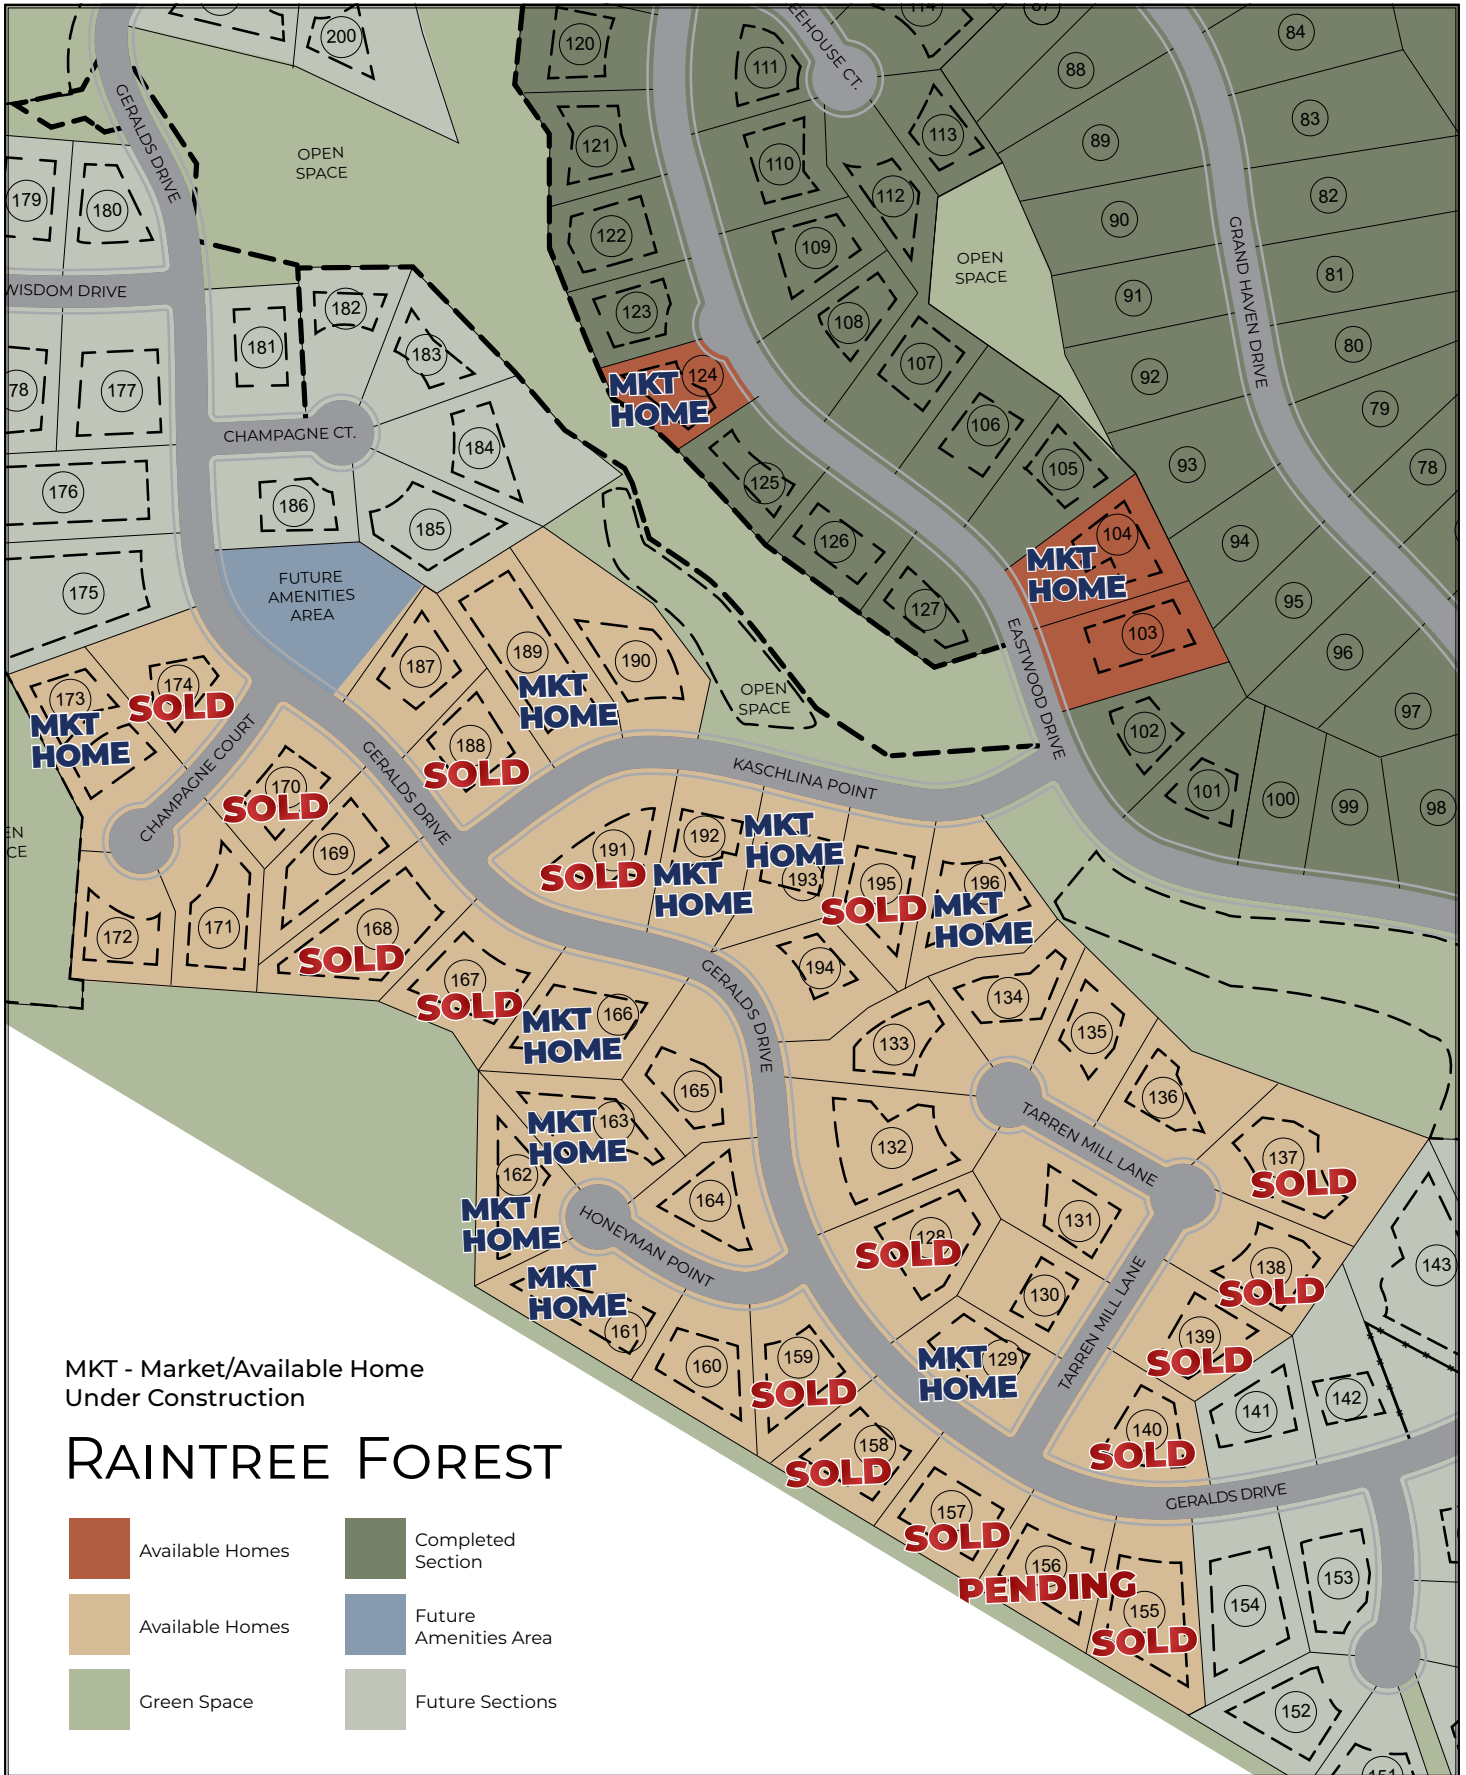 200
120
111
EEHOUSE CT.
114
87
84
88
GERALDS DRIVE
OPEN
SPACE
121
110
113
89
83
179
180
122
109
112
90
82
GRAND HAVEN DRIVE
WISDOM DRIVE
182
123
108
OPEN
SPACE
91
81
181
183
107
92
80
78
177
124
MKT
HOME
79
CHAMPAGNE CT.
184
106
105
93
78
176
186
185
125
126
104
MKT
HOME
94
175
FUTURE
AMENITIES
AREA
127
95
103
EASTWOOD DRIVE
96
187
189
MKT
HOME
190
OPEN
SPACE
97
173
MKT
HOME
174
SOLD
188
SOLD
102
101
100
99
98
CHAMPAGNE COURT
GERALDS DRIVE
KASCHLINA POINT
170
SOLD
EN
CE
169
191
SOLD
192
MKT
HOME
MKT
HOME
193
195
SOLD
196
MKT
HOME
172
171
168
SOLD
167
SOLD
194
GERALDS DRIVE
166
MKT
HOME
134
133
135
165
136
TARREN MILL LANE
163
MKT
HOME
132
137
SOLD
162
MKT
HOME
164
131
HONEYMAN POINT
128
SOLD
138
SOLD
143
MKT
HOME
161
130
TARREN MILL LANE
139
SOLD
160
159
SOLD
MKT
HOME
129
141
142
140
SOLD
158
SOLD
GERALDS DRIVE
157
SOLD
156
PENDING
155
SOLD
154
153
152
151
MKT - Market/Available Home
Under Construction
RAINTREE FOREST
Available Homes
Completed
Section
Available Homes
Future
Amenities Area
Green Space
Future Sections